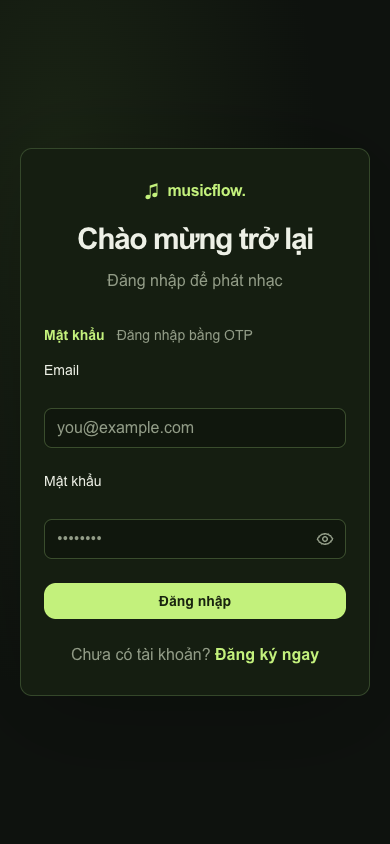 musicflow.
Chào mừng trở lại
Đăng nhập để phát nhạc
Mật khẩu Đăng nhập bằng OTP
Email
you@example.com
Mật khẩu
••••••••
Đăng nhập
Chưa có tài khoản? Đăng ký ngay